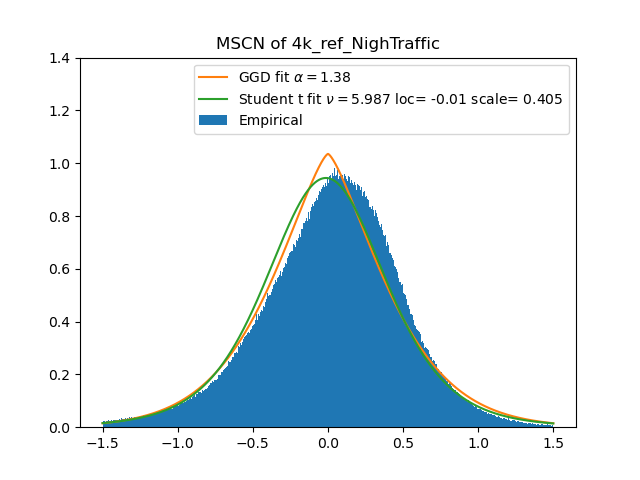 MSCN of 4k_ref_NighTraffic
GGD fit α = 1.38
Student t fit ν = 5.987 loc= -0.01 scale= 0.405
Empirical
1.4
1.2
1.0
0.8
0.6
0.4
0.2
0.0
−1.5 −1.0 −0.5 0.0 0.5 1.0 1.5